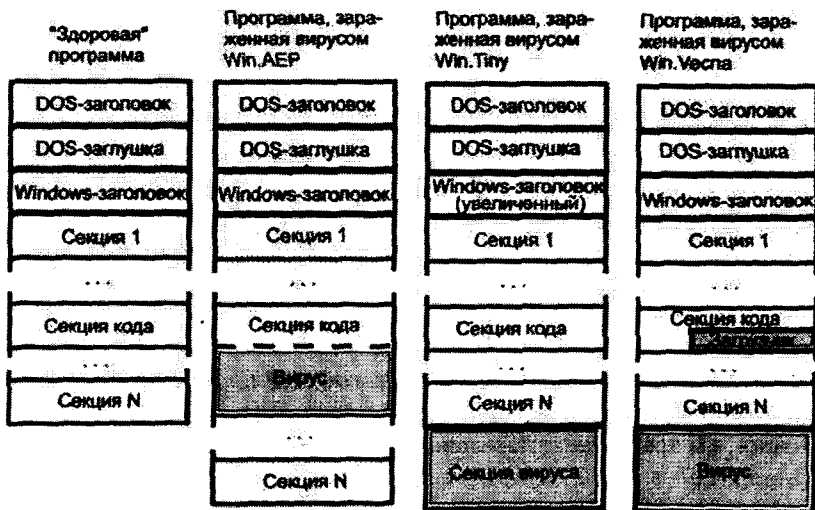 "Здоровая"
программа
DOS-заголовок
DOS-заглушка
Windows-заголовок
Секция 1
...
Секция кода
...
Секция N
Программа, зара-
женная вирусом
Win.AEP
DOS-заголовок
DOS-заглушка
Windows-заголовок
Секция 1
...
Секция кода
Вирус
...
Секция N
Программа, зара-
женная вирусом
Win.Tiny
DOS-заголовок
DOS-заглушка
Windows-заголовок
(увеличенный)
Секция 1
...
Секция кода
...
Секция N
Секция вируса
Программа, зара-
женная вирусом
Win.Vecna
DOS-заголовок
DOS-заглушка
Windows-заголовок
Секция 1
...
Секция кода
...
Секция N
Вирус